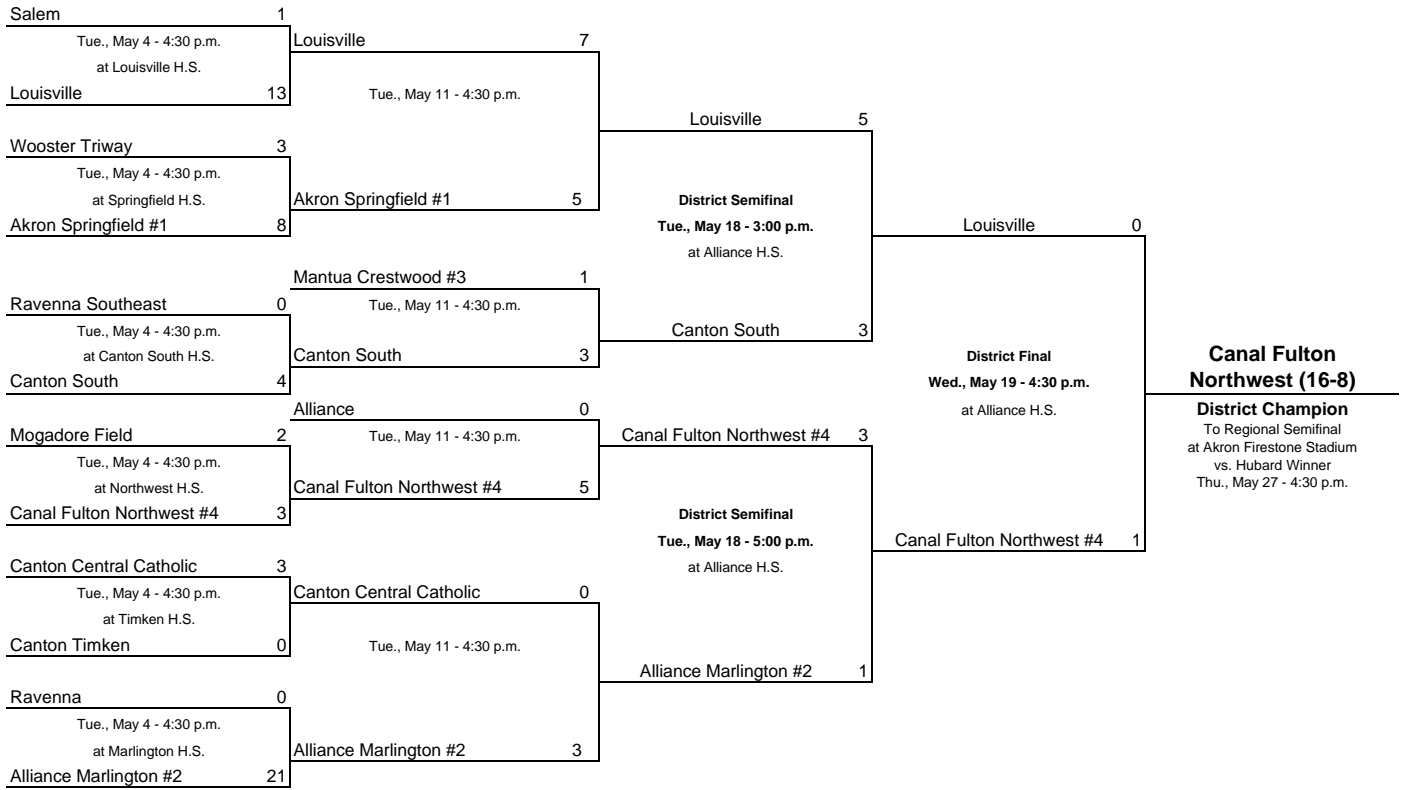 Salem 1
Tue., May 4 - 4:30 p.m.
at Louisville H.S.
Louisville 13
Wooster Triway 3
Tue., May 4 - 4:30 p.m.
at Springfield H.S.
Akron Springfield #1 8
Ravenna Southeast 0
Tue., May 4 - 4:30 p.m.
at Canton South H.S.
Canton South 4
Mogadore Field 2
Tue., May 4 - 4:30 p.m.
at Northwest H.S.
Canal Fulton Northwest #4 3
Canton Central Catholic 3
Tue., May 4 - 4:30 p.m.
at Timken H.S.
Canton Timken 0
Ravenna 0
Tue., May 4 - 4:30 p.m.
at Marlington H.S.
Alliance Marlington #2 21
Louisville 7
Tue., May 11 - 4:30 p.m.
Akron Springfield #1 5
Mantua Crestwood #3 1
Tue., May 11 - 4:30 p.m.
Canton South 3
Alliance 0
Tue., May 11 - 4:30 p.m.
Canal Fulton Northwest #4 5
Canton Central Catholic 0
Tue., May 11 - 4:30 p.m.
Alliance Marlington #2 3
Louisville 5
District Semifinal
Tue., May 18 - 3:00 p.m.
at Alliance H.S.
Canton South 3
Canal Fulton Northwest #4 3
District Semifinal
Tue., May 18 - 5:00 p.m.
at Alliance H.S.
Alliance Marlington #2 1
Louisville 0
District Final
Wed., May 19 - 4:30 p.m.
at Alliance H.S.
Canal Fulton Northwest #4 1
Canal Fulton
Northwest (16-8)
District Champion
To Regional Semifinal
at Akron Firestone Stadium
vs. Hubard Winner
Thu., May 27 - 4:30 p.m.